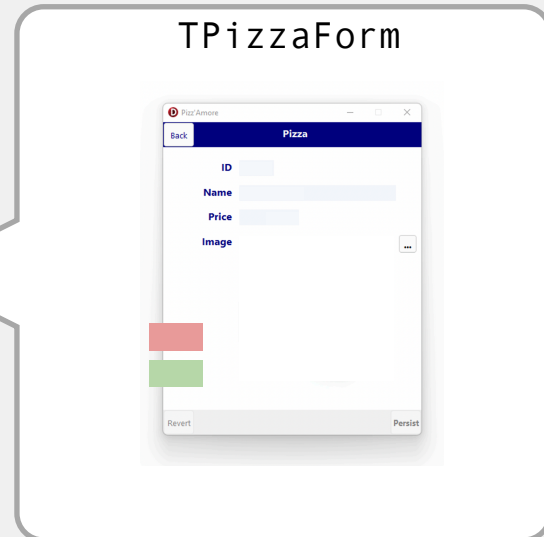 TPizzaForm
D Pizz'Amore
Back Pizza
ID
Name
Price
Image ...
Revert Persist